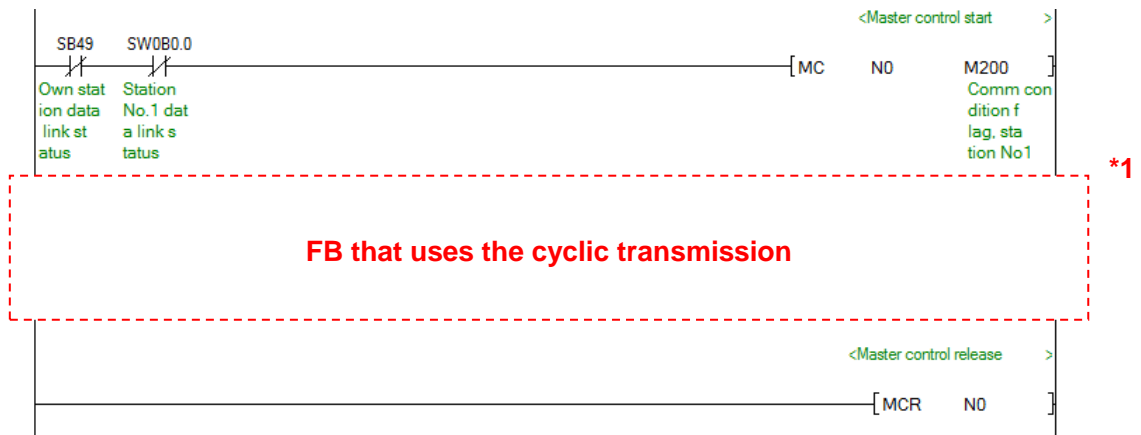 <Master control start >
SB49 SW0B0.0
MC N0 M200
Own stat Station Comm con
ion data No.1 dat dition f
link st a link s lag, sta
atus tatus tion No1
*1
FB that uses the cyclic transmission
<Master control release >
MCR N0